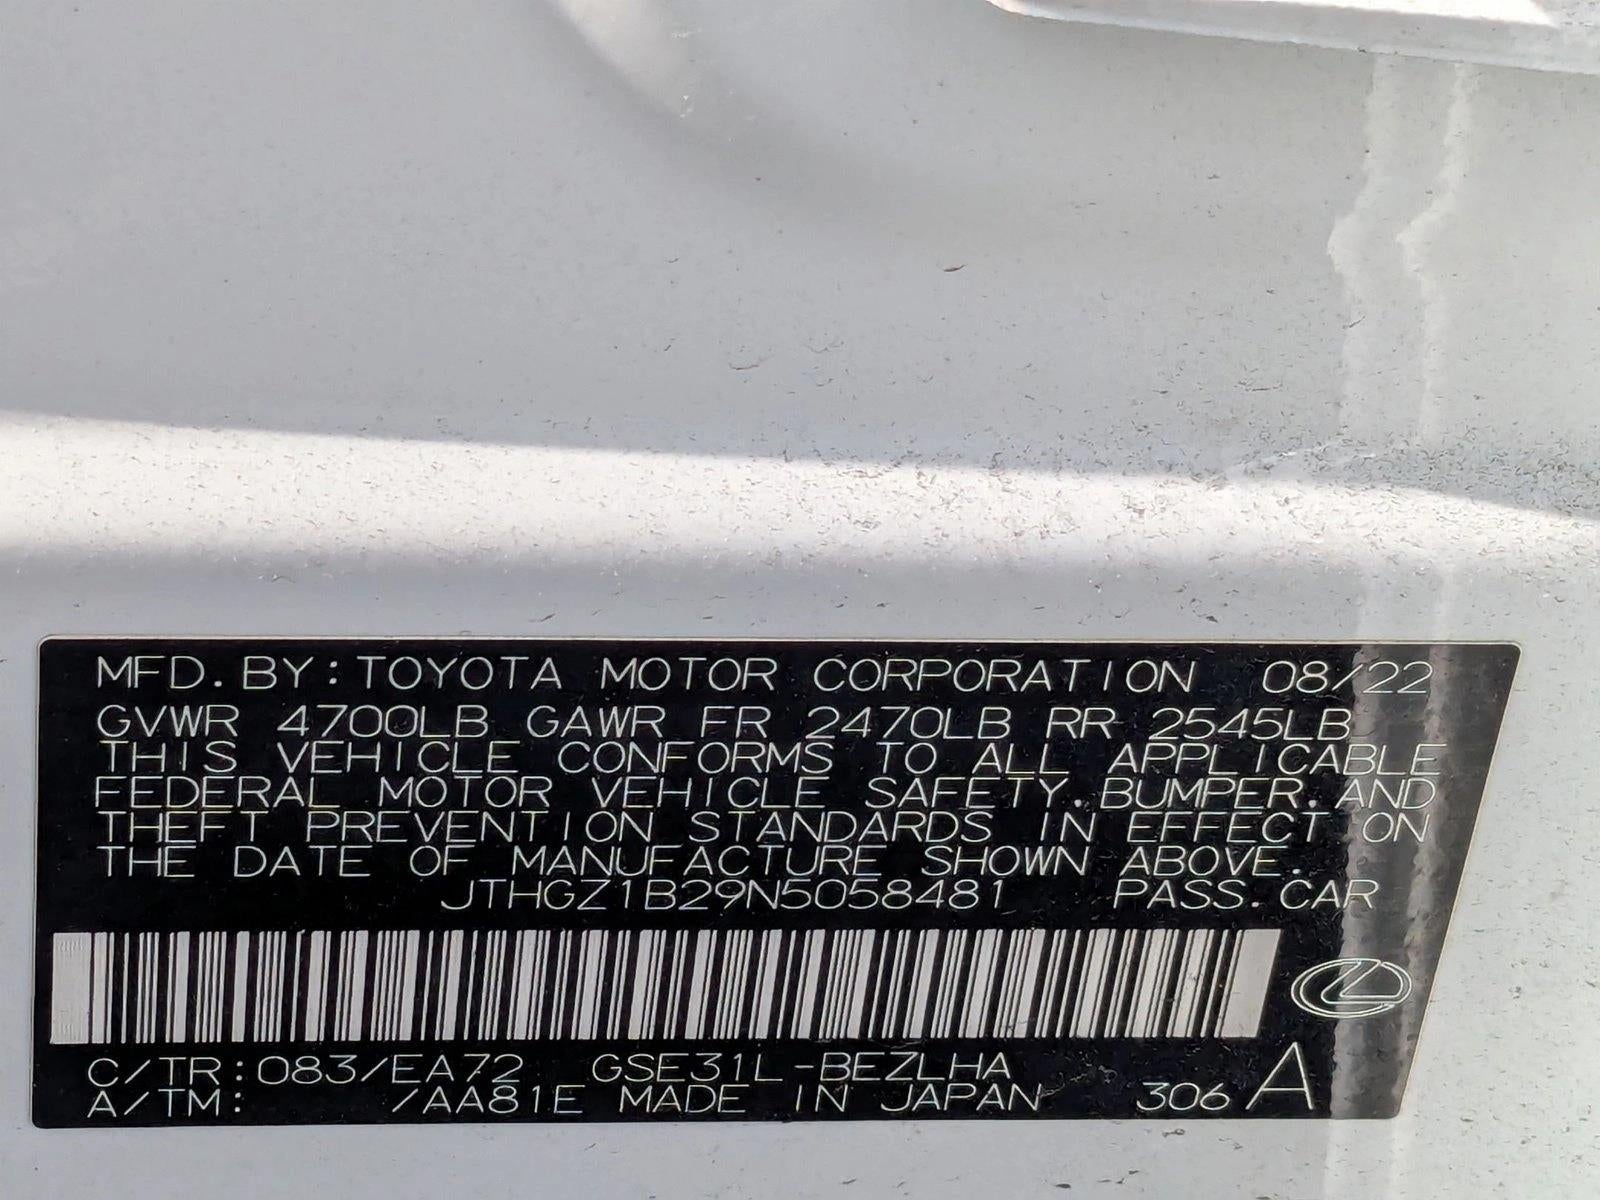 MFD. BY: TOYOTA MOTOR CORPORATION 08/22
GVWR 4700LB GAWR FR 2470LB RR 2545LB
THIS VEHICLE CONFORMS TO ALL APPLICABLE
FEDERAL MOTOR VEHICLE SAFETY, BUMPER, AND
THEFT PREVENTION STANDARDS IN EFFECT ON
THE DATE OF MANUFACTURE SHOWN ABOVE.
JTHGZ1B29N5058481 PASS. CAR
C/TR: 083/EA72 GSE31L-BEZLHA
A/TM: /AA81E MADE IN JAPAN 306 A